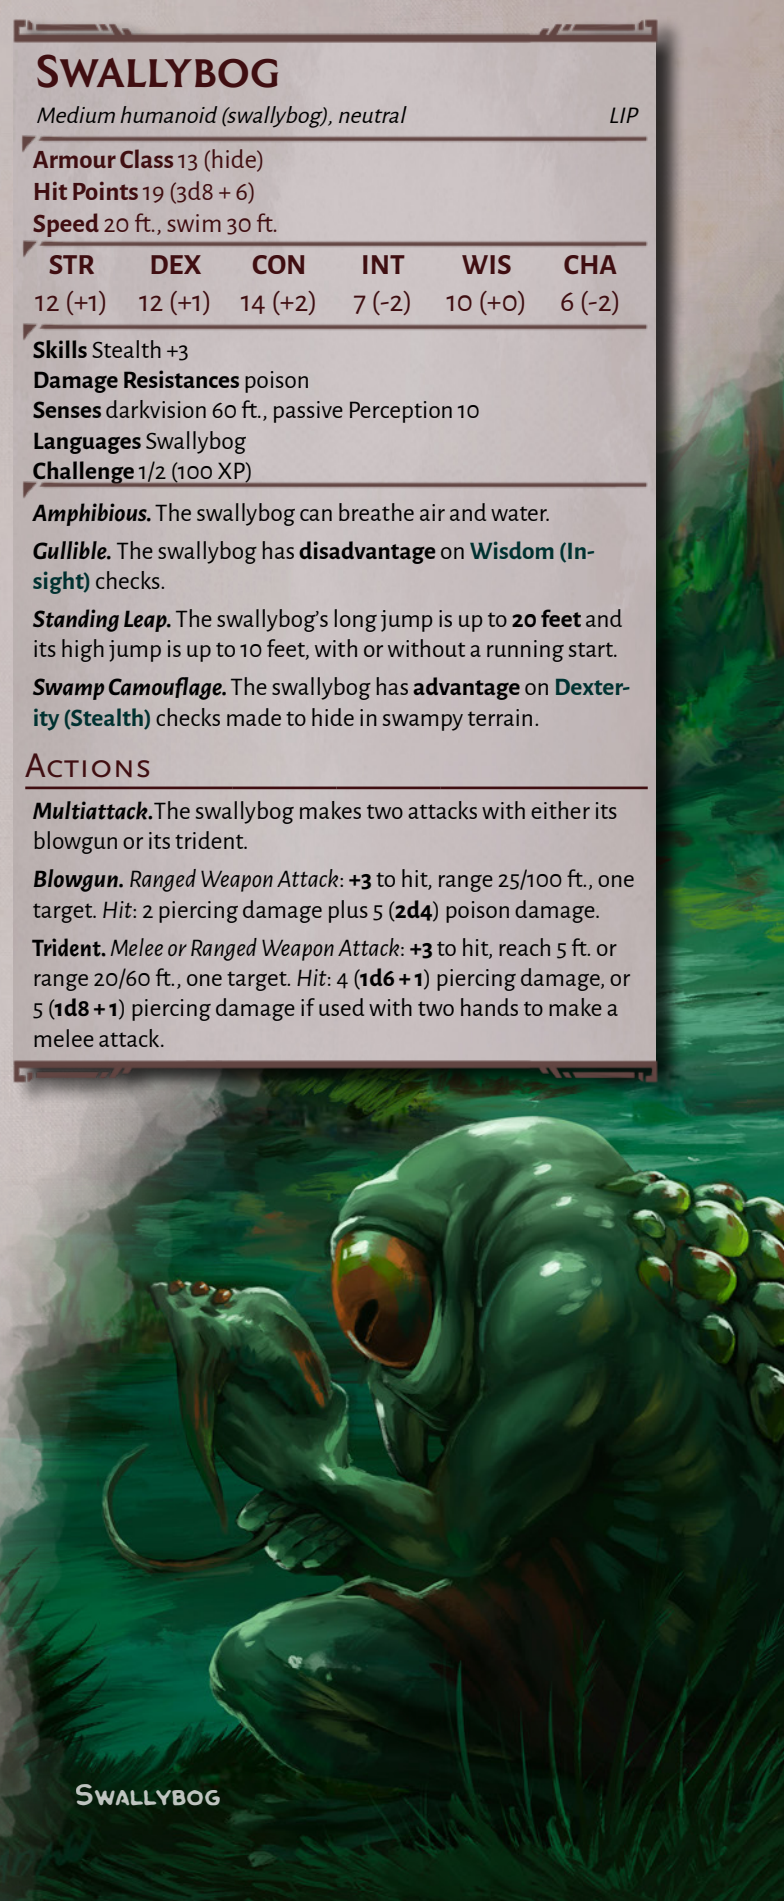 SWALLYBOG
Medium humanoid (swallybog), neutral LIP
Armour Class 13 (hide)
Hit Points 19 (3d8 + 6)
Speed 20 ft., swim 30 ft.
STR DEX CON INT WIS CHA
12 (+1) 12 (+1) 14 (+2) 7 (-2) 10 (+0) 6 (-2)
Skills Stealth +3
Damage Resistances poison
Senses darkvision 60 ft., passive Perception 10
Languages Swallybog
Challenge 1/2 (100 XP)
Amphibious. The swallybog can breathe air and water.
Gullible. The swallybog has disadvantage on Wisdom (In-
sight) checks.
Standing Leap. The swallybog's long jump is up to 20 feet and
its high jump is up to 10 feet, with or without a running start.
Swamp Camouflage. The swallybog has advantage on Dexter-
ity (Stealth) checks made to hide in swampy terrain.
ACTIONS
Multiattack.The swallybog makes two attacks with either its
blowgun or its trident.
Blowgun. Ranged Weapon Attack: +3 to hit, range 25/100 ft., one
target. Hit: 2 piercing damage plus 5 (2d4) poison damage.
Trident. Melee or Ranged Weapon Attack: +3 to hit, reach 5 ft. or
range 20/60 ft., one target. Hit: 4 (1d6 + 1) piercing damage, or
5 (1d8 + 1) piercing damage if used with two hands to make a
melee attack.
SWALLYBOG